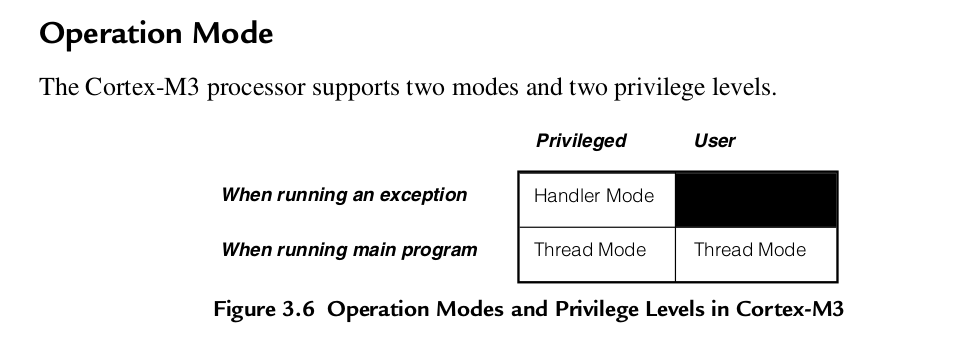 Operation Mode
The Cortex-M3 processor supports two modes and two privilege levels.
Privileged User
When running an exception Handler Mode
When running main program Thread Mode Thread Mode
Figure 3.6 Operation Modes and Privilege Levels in Cortex-M3